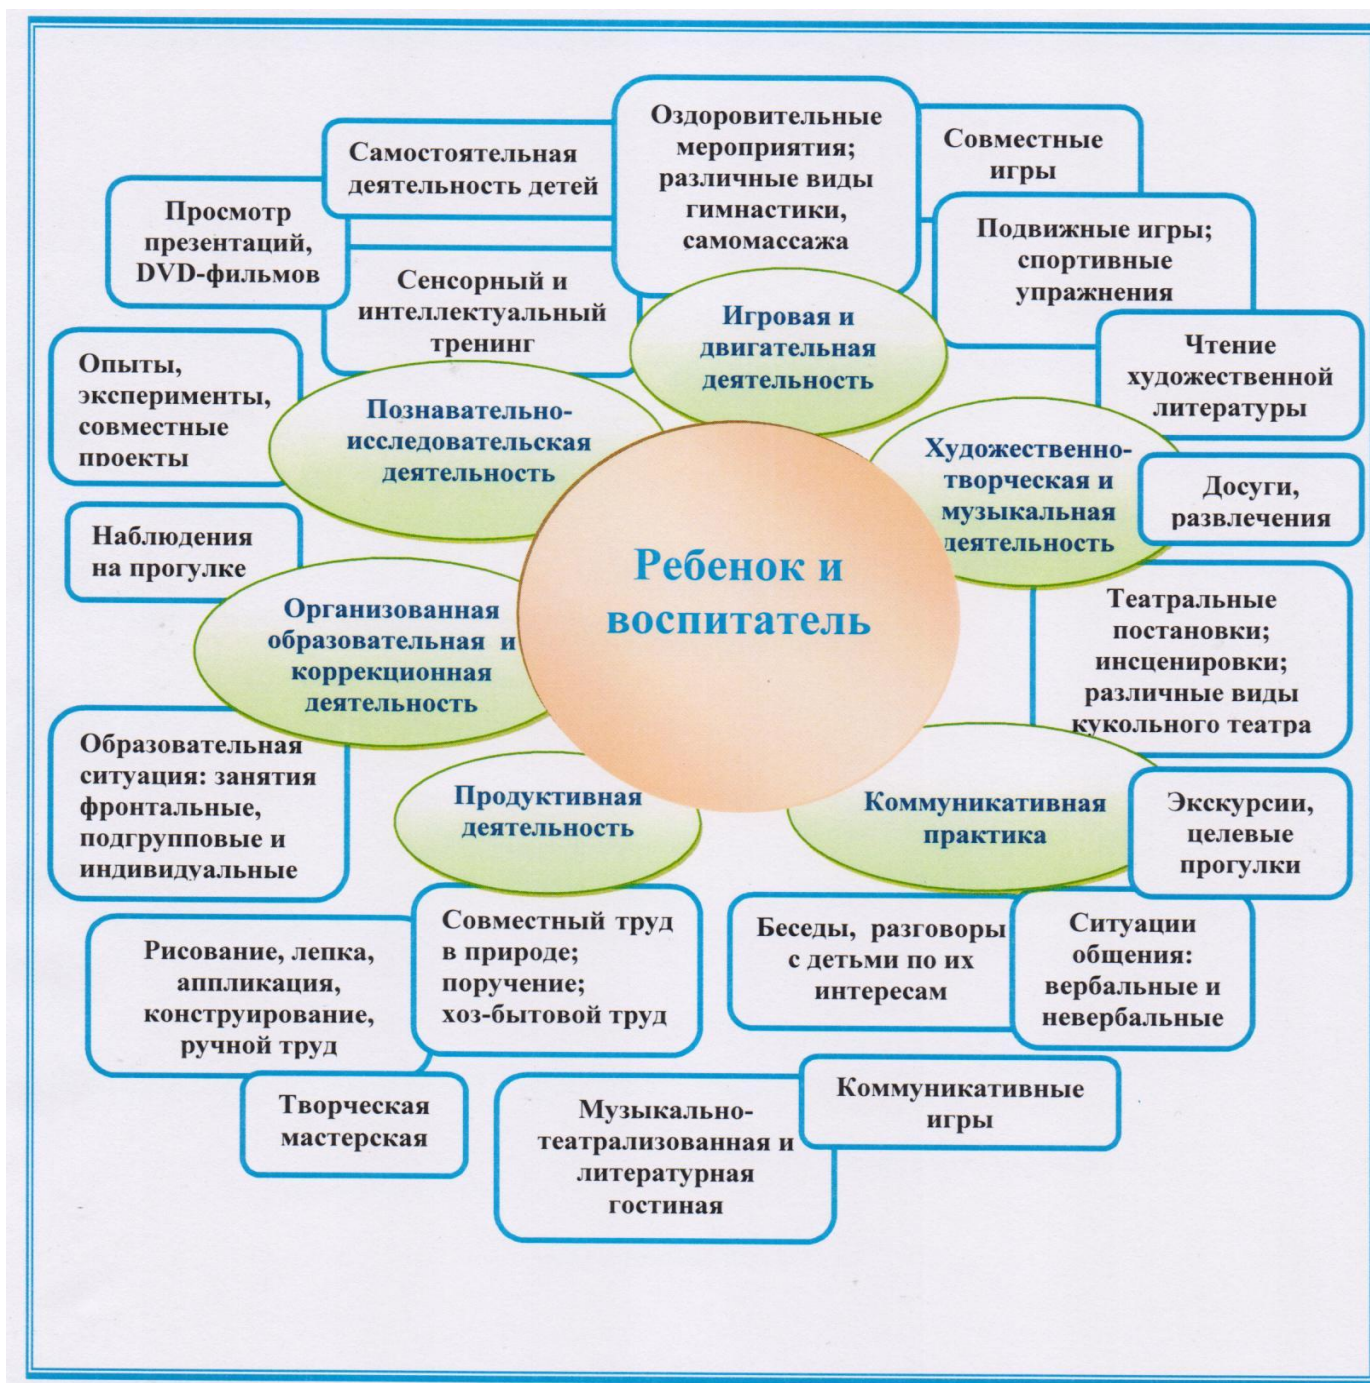 Оздоровительные
мероприятия;
различные виды
гимнастики,
самомассажа
Совместные
игры
Самостоятельная
деятельность детей
Просмотр
презентаций,
DVD-фильмов
Подвижные игры;
спортивные
упражнения
Сенсорный и
интеллектуальный
тренинг
Игровая и
двигательная
деятельность
Чтение
художественной
литературы
Опыты,
эксперименты,
совместные
проекты
Познавательно-
исследовательская
деятельность
Художественно-
творческая и
музыкальная
деятельность
Досуги,
развлечения
Наблюдения
на прогулке
Ребенок и
воспитатель
Организованная
образовательная и
коррекционная
деятельность
Театральные
постановки;
инсценировки;
различные виды
кукольного театра
Образовательная
ситуация: занятия
фронтальные,
подгрупповые и
индивидуальные
Продуктивная
деятельность
Коммуникативная
практика
Экскурсии,
целевые
прогулки
Рисование, лепка,
аппликация,
конструирование,
ручной труд
Совместный труд
в природе;
поручение;
хоз-бытовой труд
Беседы, разговоры
с детьми по их
интересам
Ситуации
общения:
вербальные и
невербальные
Творческая
мастерская
Музыкально-
театрализованная и
литературная
гостиная
Коммуникативные
игры